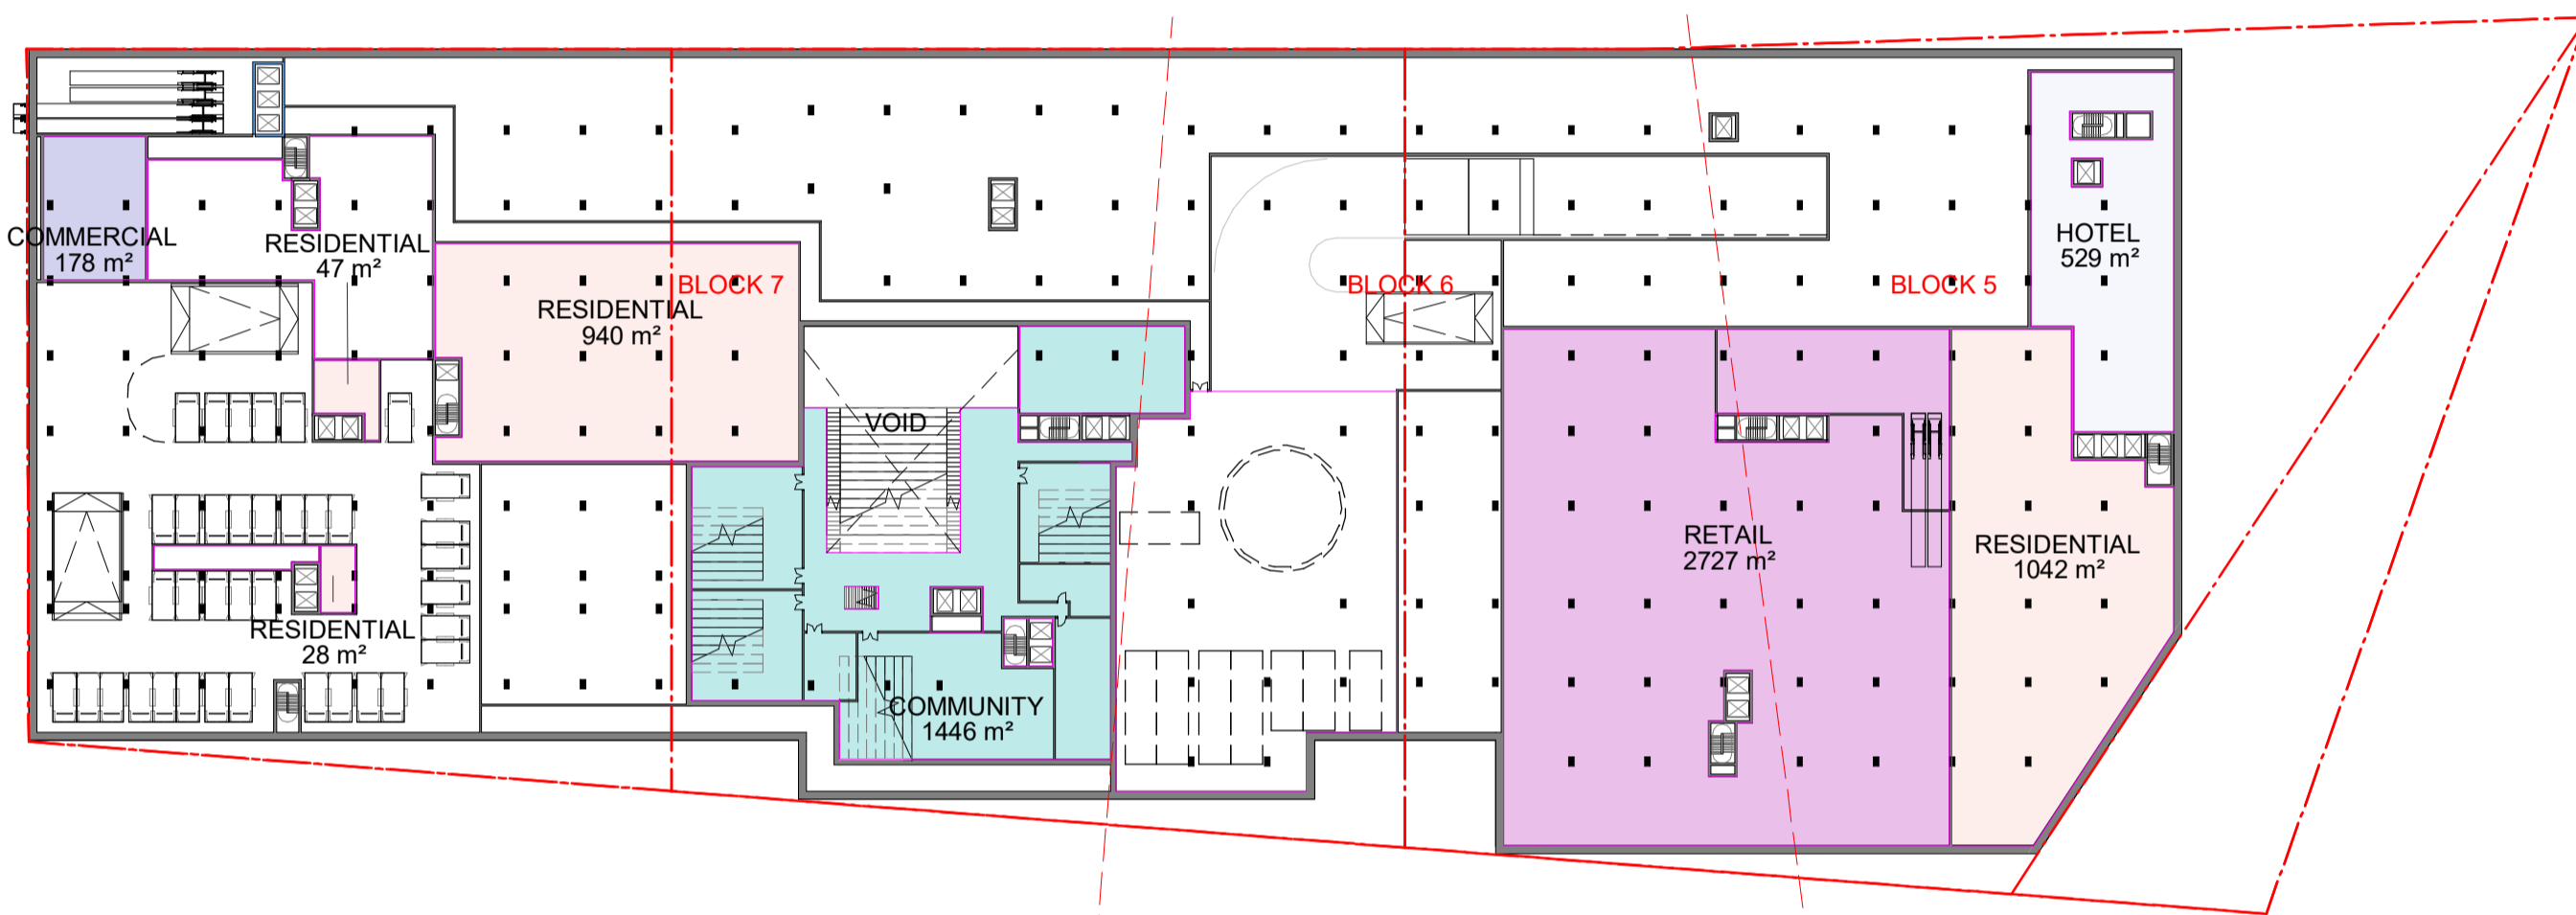 COMMERCIAL
178 m²
RESIDENTIAL
47 m²
RESIDENTIAL
940 m²
BLOCK 7
BLOCK 6
BLOCK 5
HOTEL
529 m²
VOID
RETAIL
2727 m²
RESIDENTIAL
1042 m²
RESIDENTIAL
28 m²
COMMUNITY
1446 m²